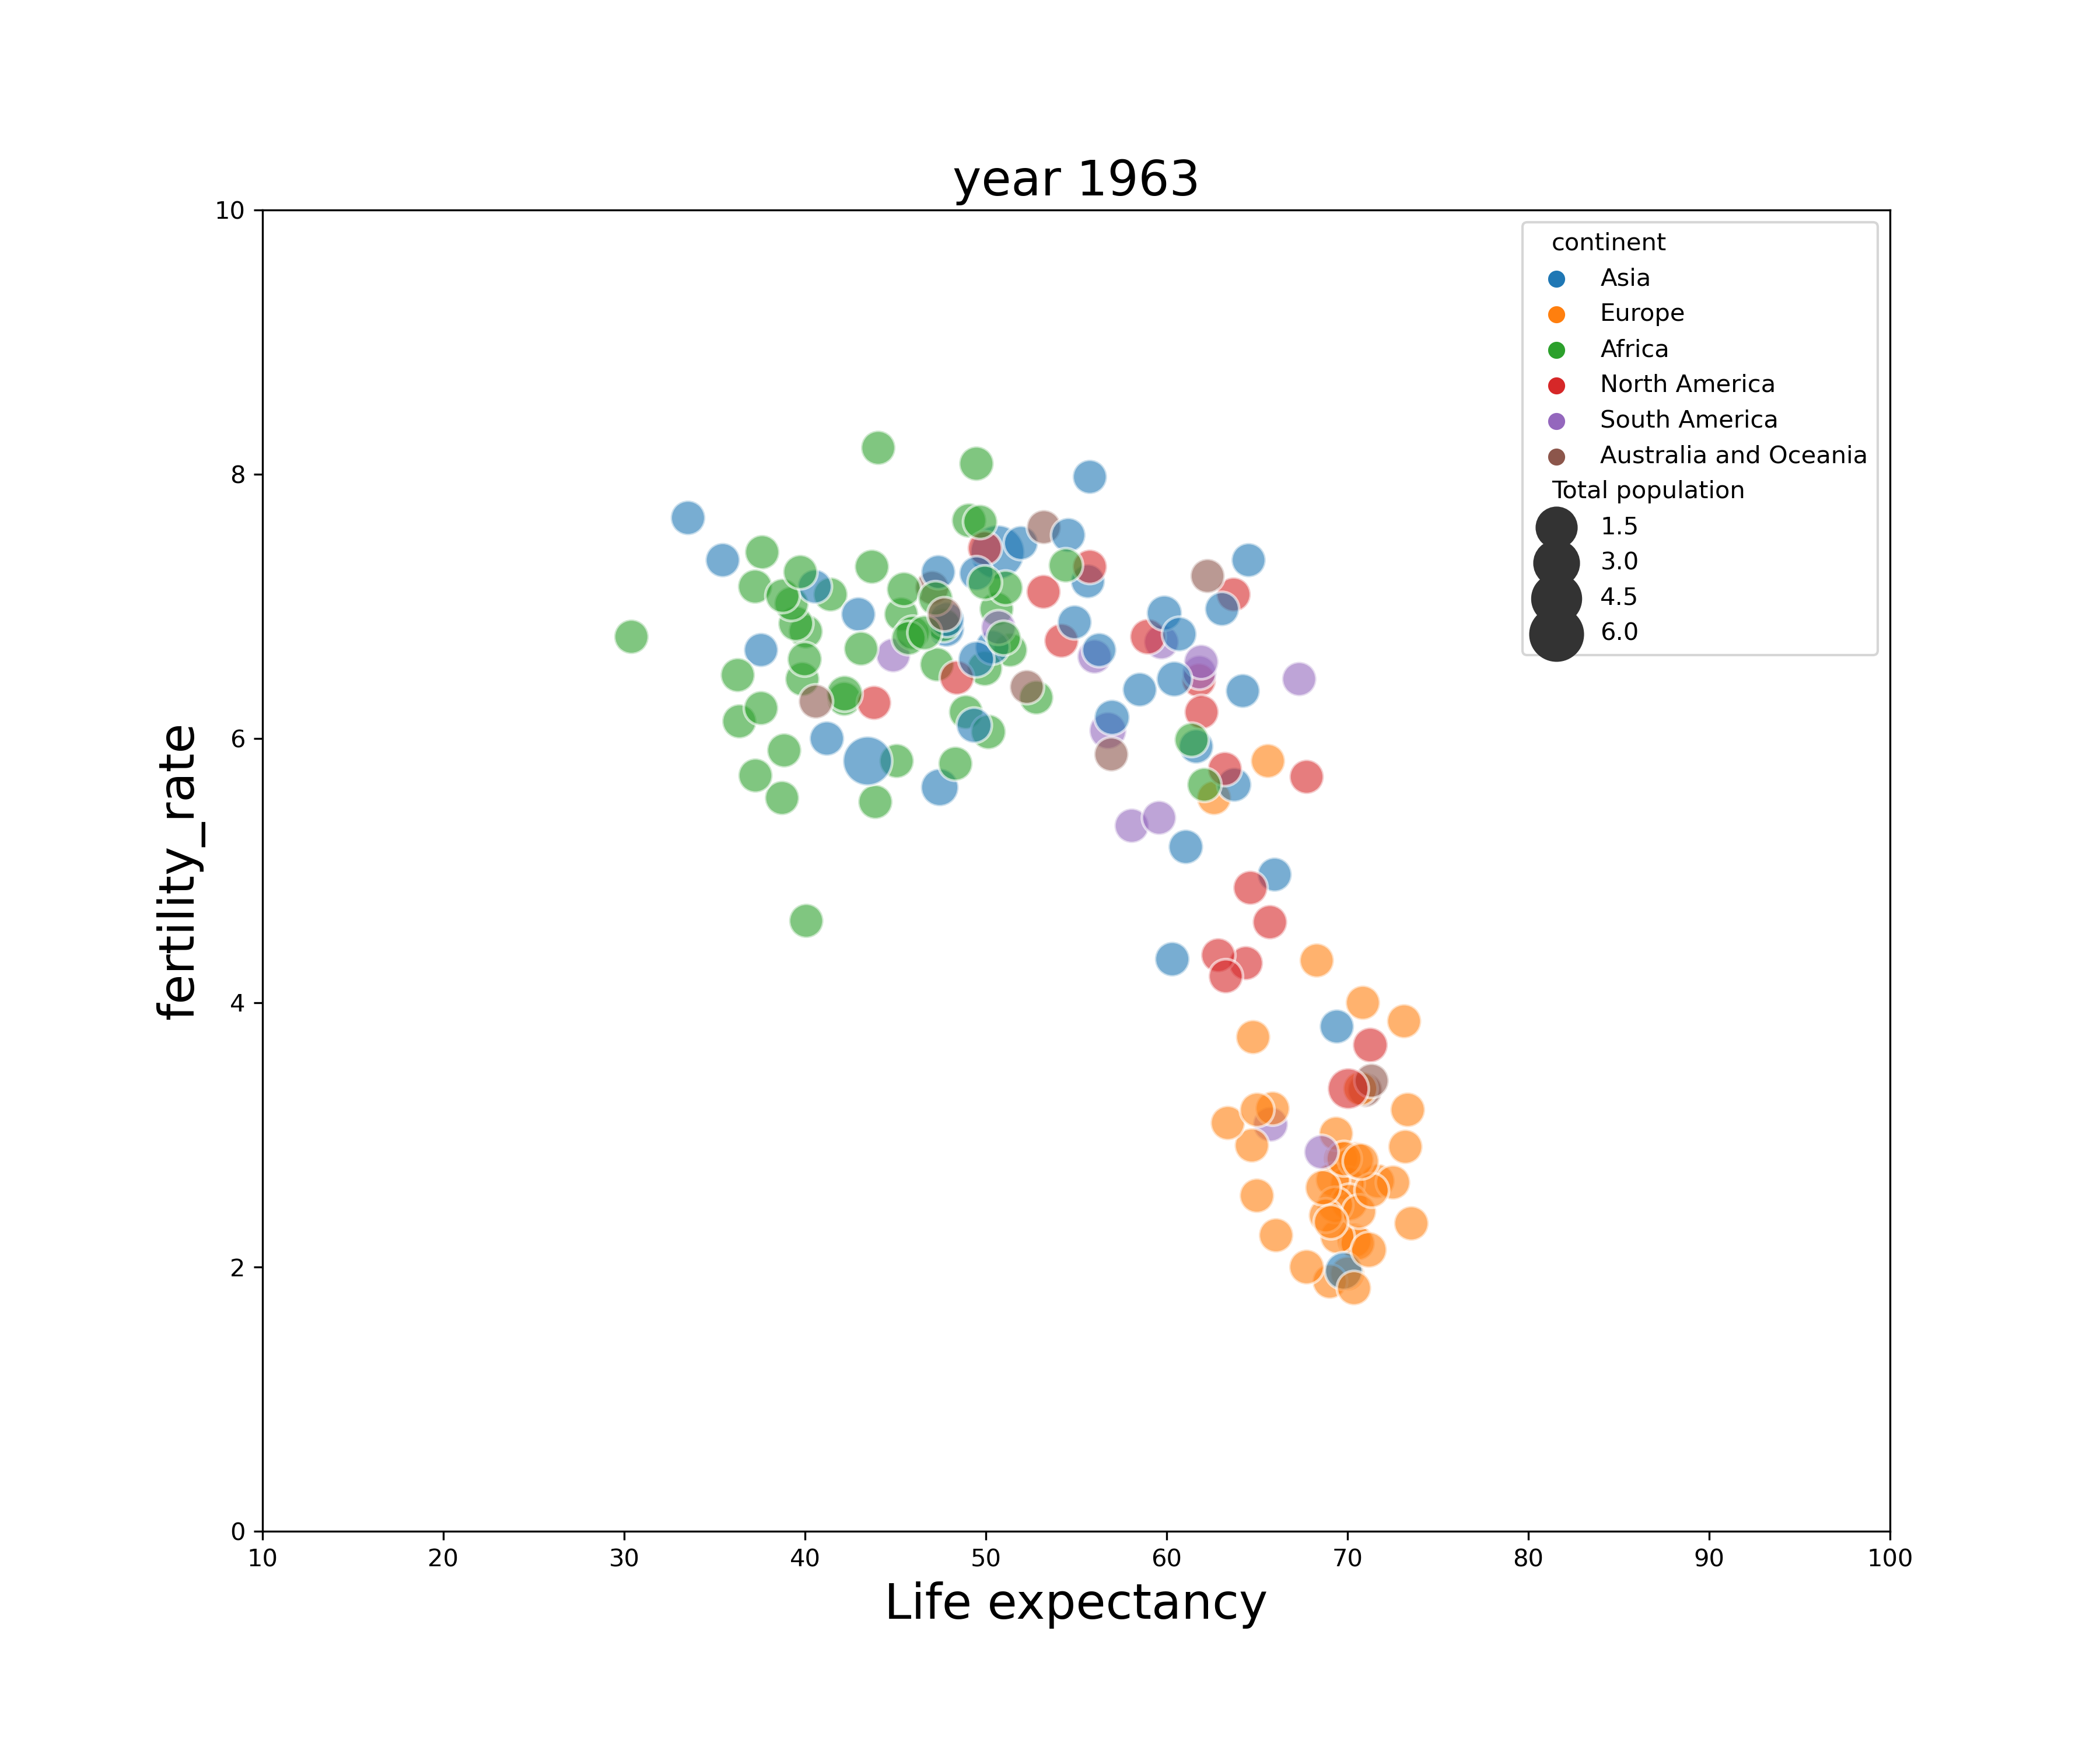 year 1963
continent
Asia
Europe
Africa
North America
South America
Australia and Oceania
Total population
1.5
3.0
4.5
6.0
fertility_rate
10
8
6
4
2
0
10 20 30 40 50 60 70 80 90 100
Life expectancy